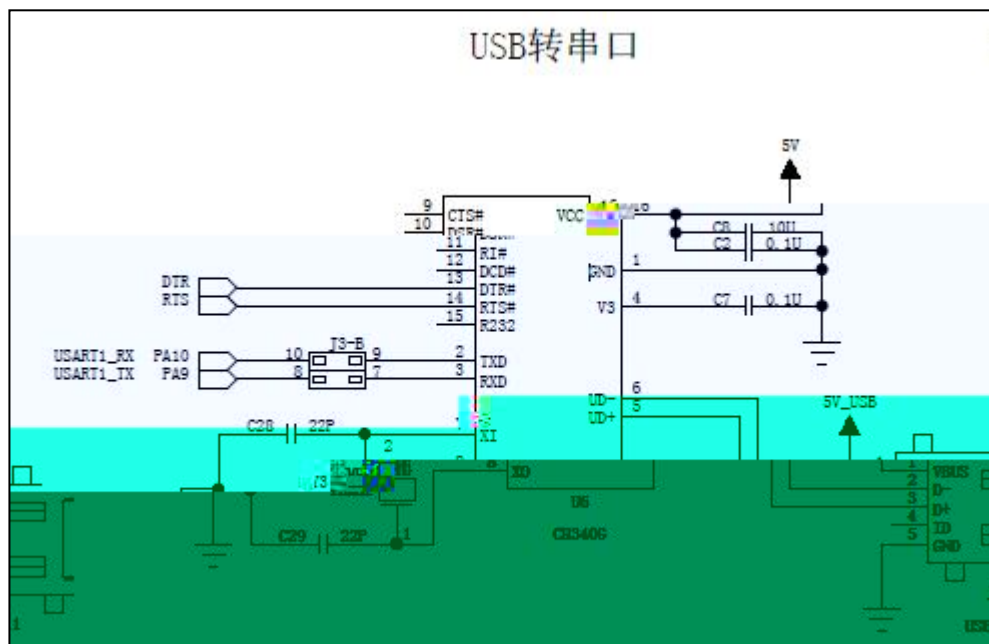 USB转串口
5V
9 CTS# VCC
10
11 RI#
12 DCD# GND 1
DTR 13 DTR#
RTS 14 RTS# V3 4
15 R232
C8 10U
C2 0.1U
C7 0.1U
J3-B
USART1_RX PA10 10 9 2 TXD
USART1_TX PA9 8 7 3 RXD
UD- 6
UD+ 5
5V_USB
C28 22P XI
2
XO
1 VBUS
2 D-
3 D+
4 ID
5 GND
U6
CH340G
C29 22P 1